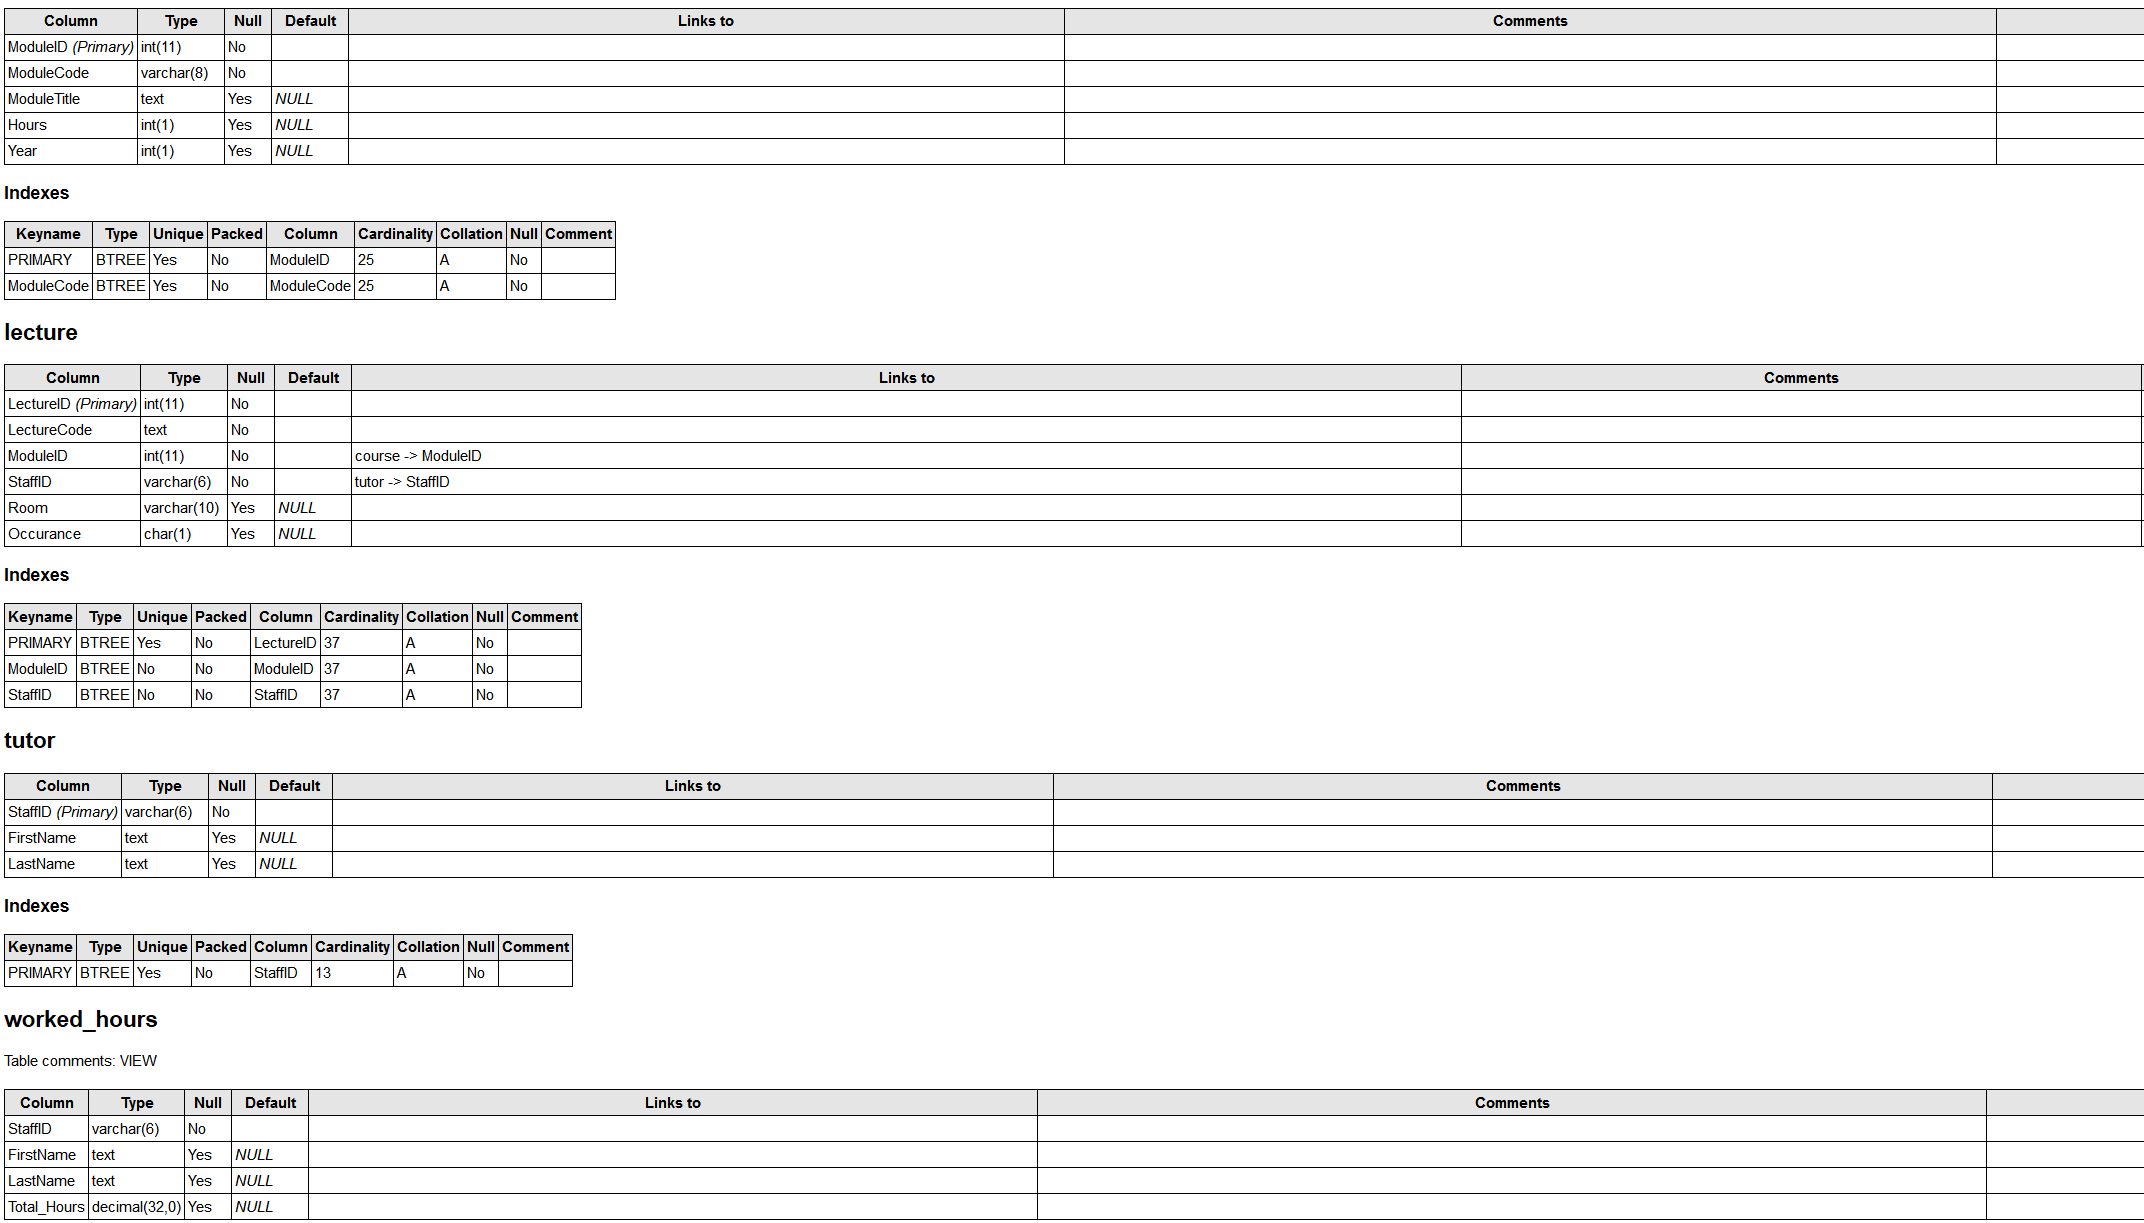 Column Type Null Default Links to Comments
ModuleID (Primary) int(11) No
ModuleCode varchar(8) No
ModuleTitle text Yes NULL
Hours int(1) Yes NULL
Year int(1) Yes NULL
Indexes
Keyname Type Unique Packed Column Cardinality Collation Null Comment
PRIMARY BTREE Yes No ModuleID 25 A No
ModuleCode BTREE Yes No ModuleCode 25 A No
lecture
Column Type Null Default Links to Comments
LectureID (Primary) int(11) No
LectureCode text No
ModuleID int(11) No course -> ModuleID
StaffID varchar(6) No tutor -> StaffID
Room varchar(10) Yes NULL
Occurance char(1) Yes NULL
Indexes
Keyname Type Unique Packed Column Cardinality Collation Null Comment
PRIMARY BTREE Yes No LectureID 37 A No
ModuleID BTREE No No ModuleID 37 A No
StaffID BTREE No No StaffID 37 A No
tutor
Column Type Null Default Links to Comments
StaffID (Primary) varchar(6) No
FirstName text Yes NULL
LastName text Yes NULL
Indexes
Keyname Type Unique Packed Column Cardinality Collation Null Comment
PRIMARY BTREE Yes No StaffID 13 A No
worked_hours
Table comments: VIEW
Column Type Null Default Links to Comments
StaffID varchar(6) No
FirstName text Yes NULL
LastName text Yes NULL
Total_Hours decimal(32,0) Yes NULL